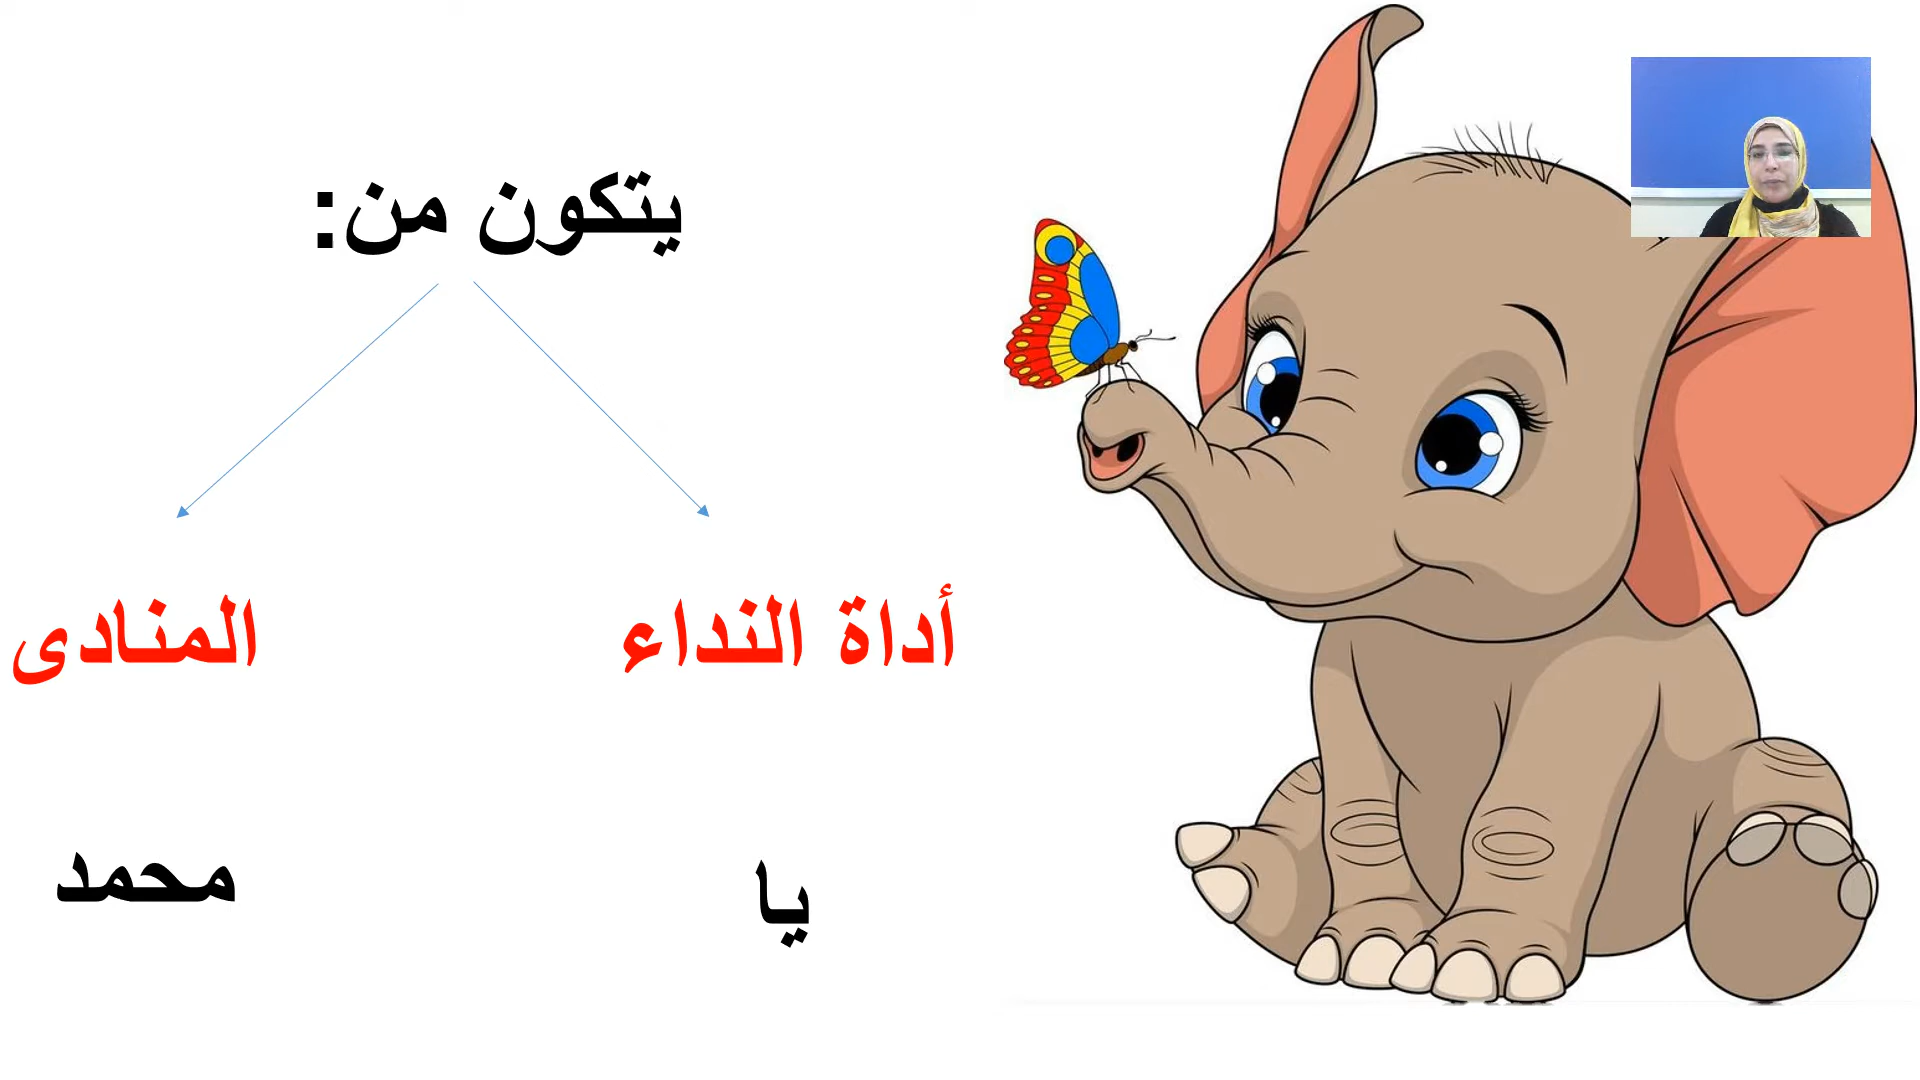 يتكون من:
أداة النداء
المنادى
يا
محمد